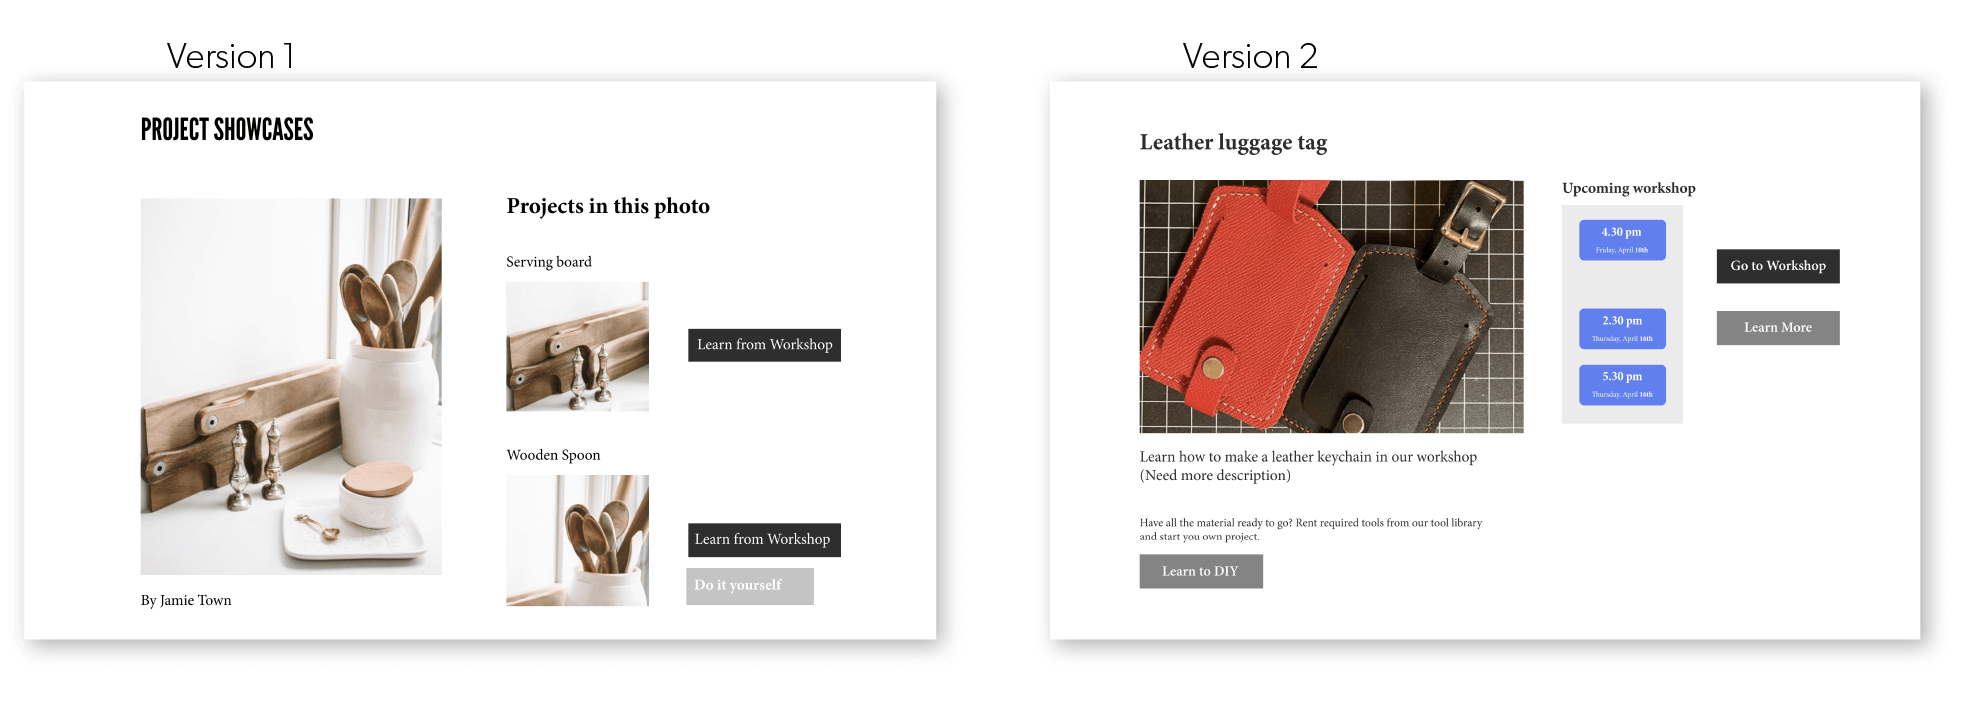 Version 1
PROJECT SHOWCASES
Projects in this photo
Serving board
Learn from Workshop
Wooden Spoon
Learn from Workshop
Do it yourself
By Jamie Town
Version 2
Leather luggage tag
Upcoming workshop
4.30 pm
Friday, April 10th
2.30 pm
Thursday, April 16th
5.30 pm
Thursday, April 16th
Go to Workshop
Learn More
Learn how to make a leather keychain in our workshop
(Need more description)
Have all the material ready to go? Rent required tools from our tool library
and start you own project.
Learn to DIY